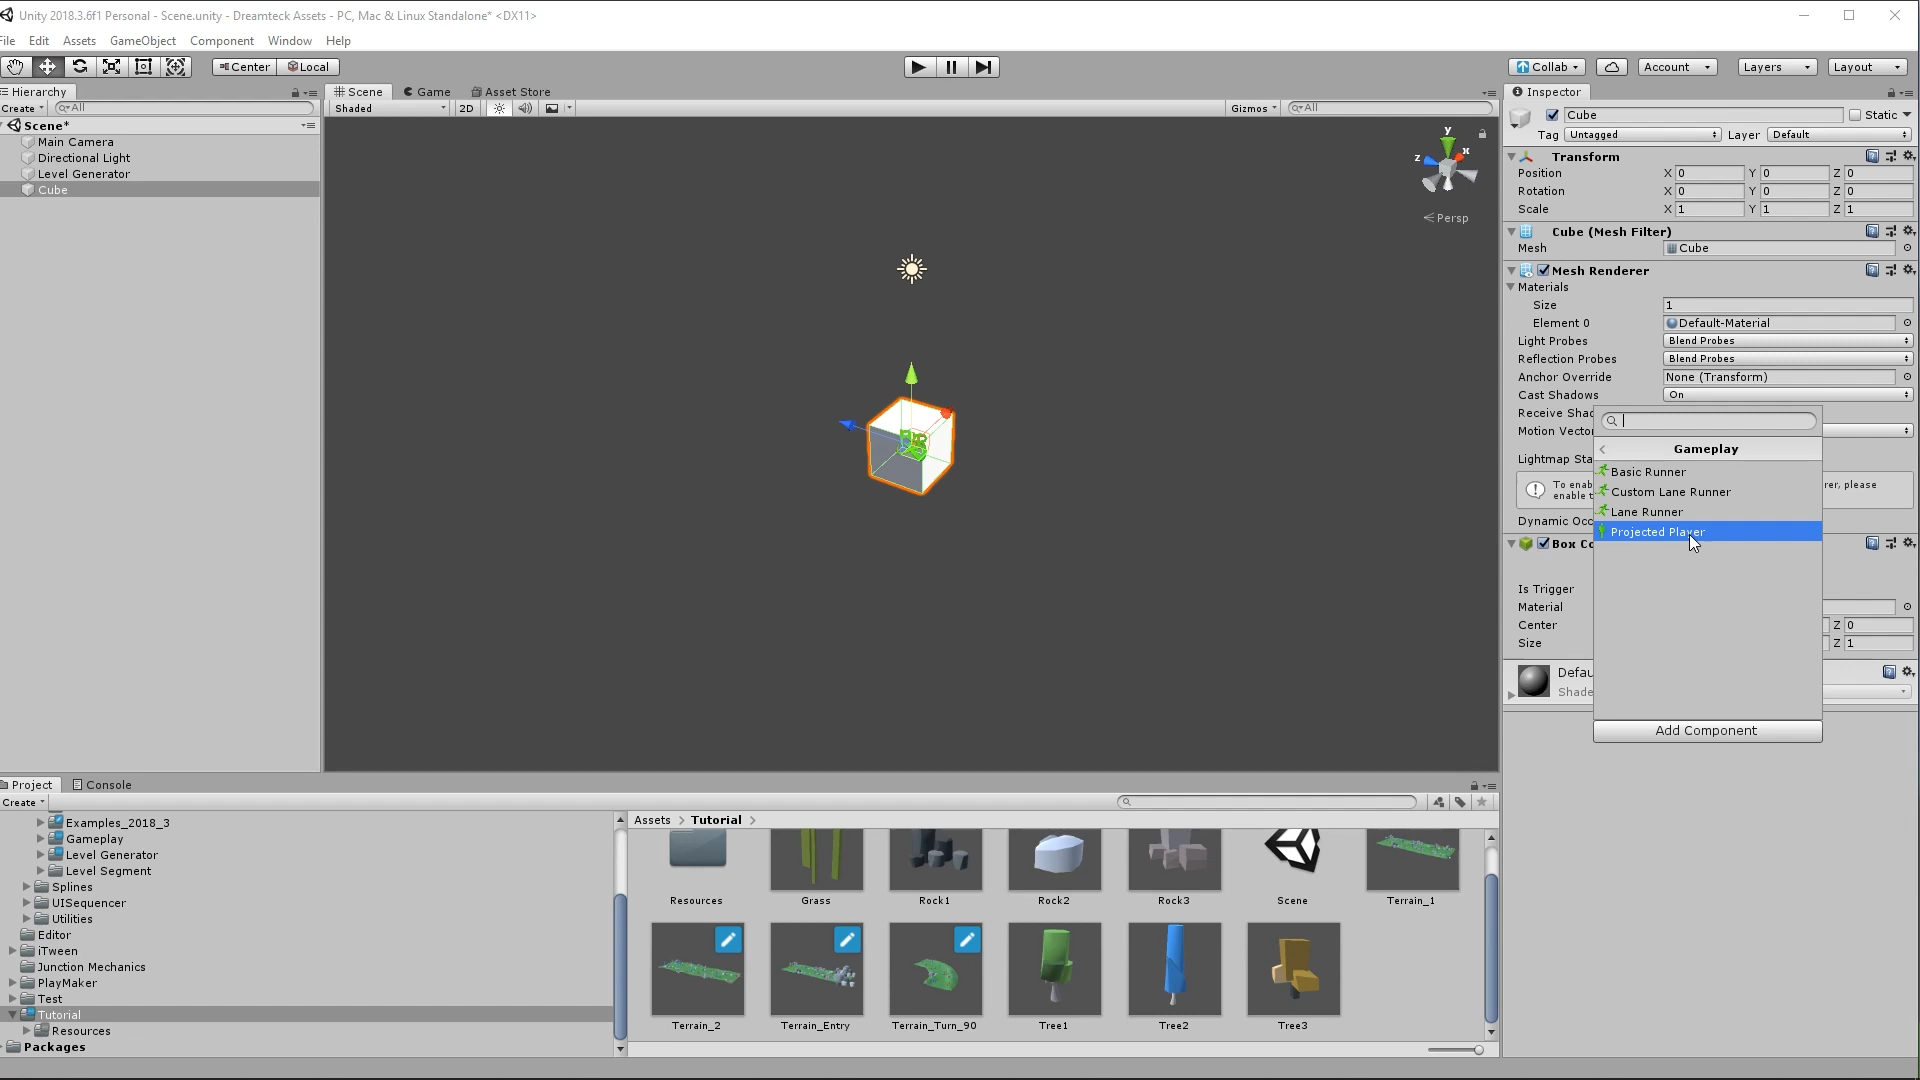 Unity 2018.3.6f1 Personal - Scene.unity - Dreamteck Assets - PC, Mac & Linux Standalone* <DX11>
File Edit Assets GameObject Component Window Help
Center Local
Collab Account Layers Layout
Hierarchy
Create All
Scene*
Main Camera
Directional Light
Level Generator
Cube
Scene Game Asset Store
Shaded 2D Gizmos All
y
x
z
Persp
Inspector
Cube Static
Tag Untagged Layer Default
Transform
Position X 0 Y 0 Z 0
Rotation X 0 Y 0 Z 0
Scale X 1 Y 1 Z 1
Cube (Mesh Filter)
Mesh Cube
Mesh Renderer
Materials
Size 1
Element 0 Default-Material
Light Probes Blend Probes
Reflection Probes Blend Probes
Anchor Override None (Transform)
Cast Shadows On
Receive Sha
Motion Vecto
Lightmap Sta
To enab rer, please
enable t
Dynamic Occ
Box Co
Is Trigger
Material
Center Z 0
Size Z 1
Defau
Shade
Gameplay
Basic Runner
Custom Lane Runner
Lane Runner
Projected Player
Add Component
Project Console
Create
Examples_2018_3
Gameplay
Level Generator
Level Segment
Splines
UISequencer
Utilities
Editor
iTween
Junction Mechanics
PlayMaker
Test
Tutorial
Resources
Packages
Assets > Tutorial >
Resources Grass Rock1 Rock2 Rock3 Scene Terrain_1
Terrain_2 Terrain_Entry Terrain_Turn_90 Tree1 Tree2 Tree3